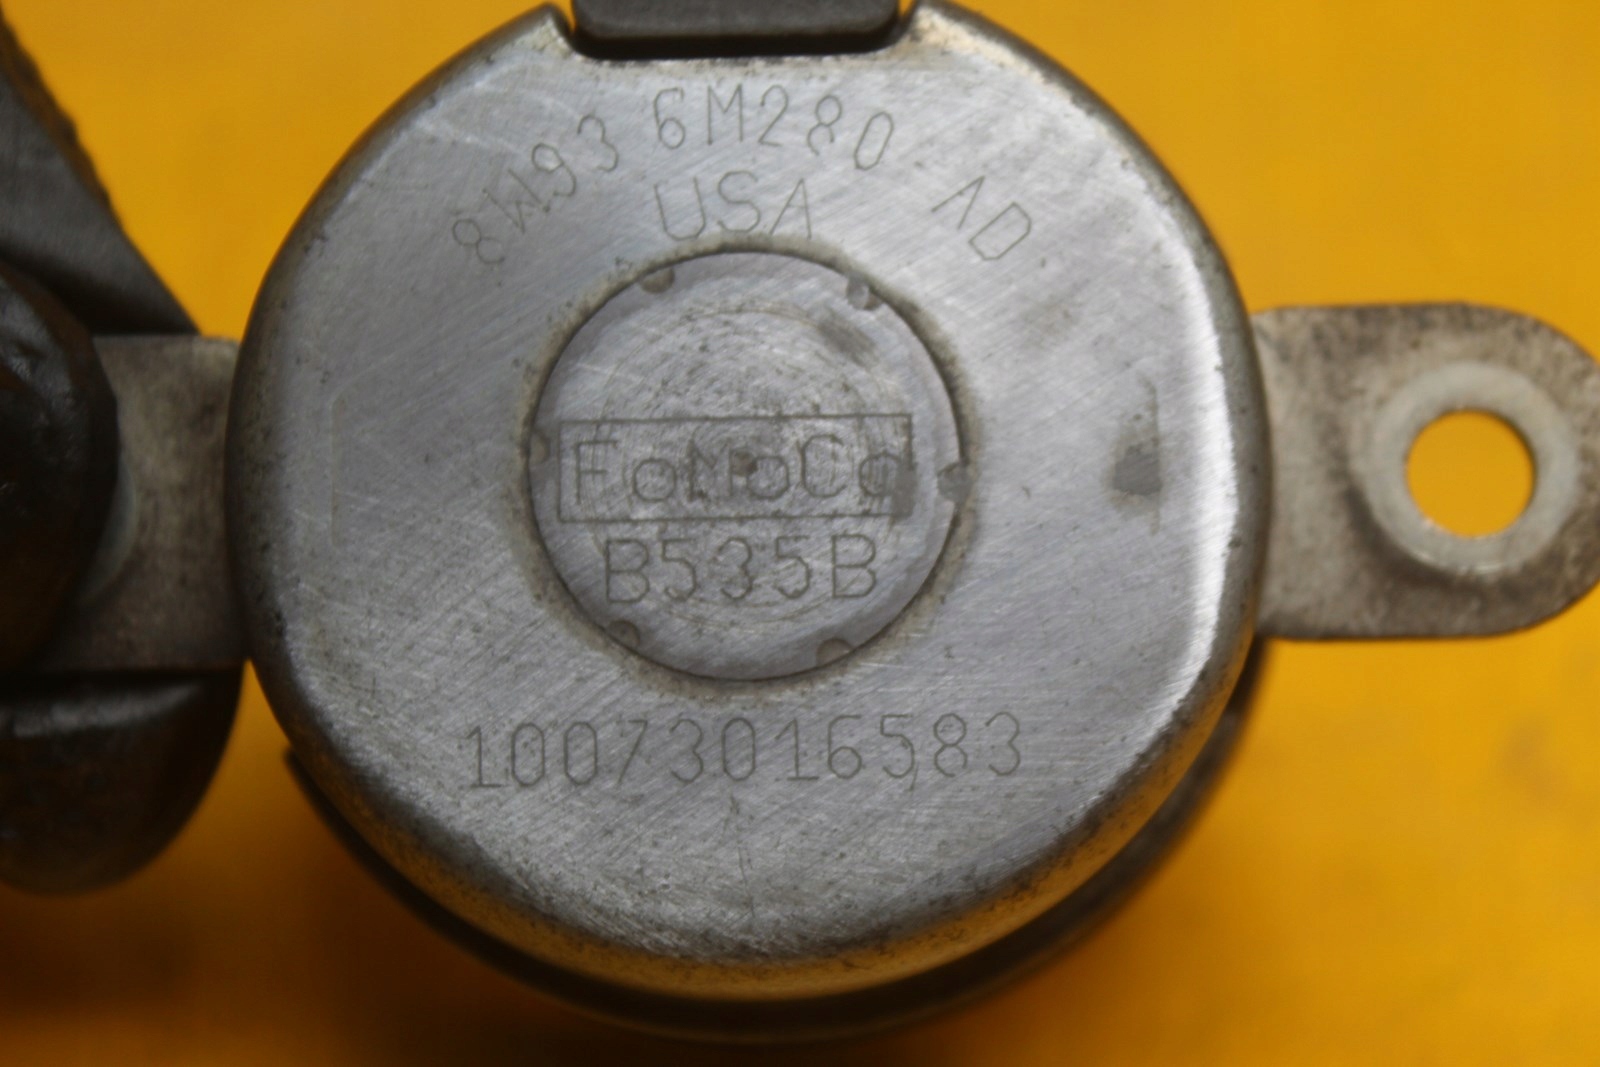 8W93 6M280 AD
USA
FoMoCo
B535B
10073016583